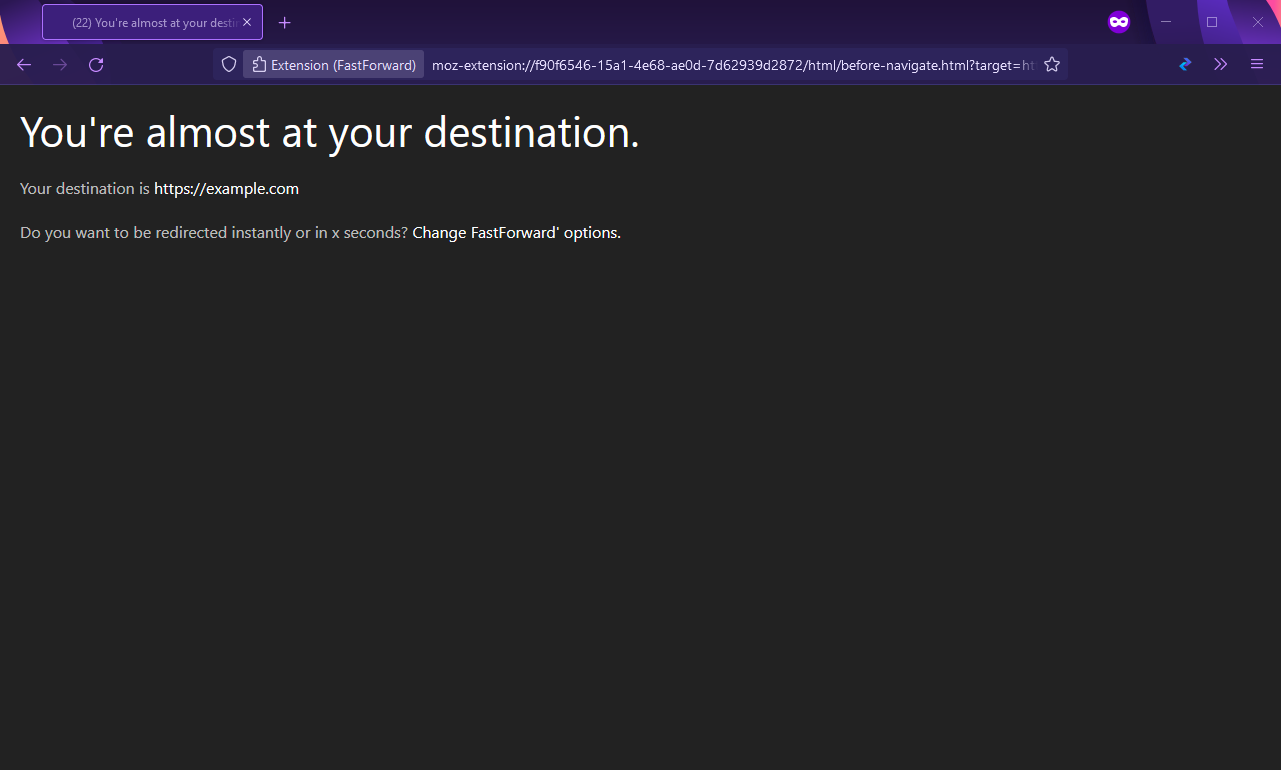 (22) You're almost at your desti
Extension (FastForward) moz-extension://f90f6546-15a1-4e68-ae0d-7d62939d2872/html/before-navigate.html?target=ht
You're almost at your destination.
Your destination is https://example.com
Do you want to be redirected instantly or in x seconds? Change FastForward' options.